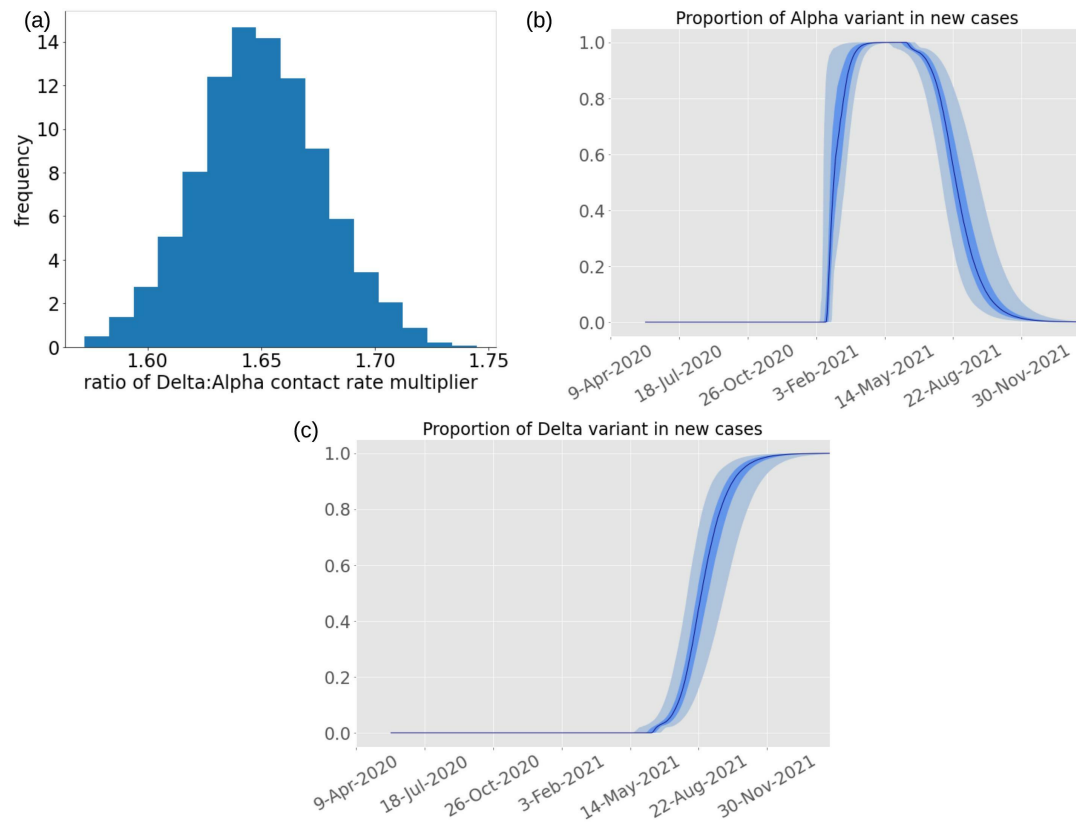 (a)
14
12
10
8
6
4
2
0
frequency
1.60 1.65 1.70 1.75
ratio of Delta:Alpha contact rate multiplier
(b)
Proportion of Alpha variant in new cases
1.0
0.8
0.6
0.4
0.2
0.0
9-Apr-2020
18-Jul-2020
26-Oct-2020
3-Feb-2021
14-May-2021
22-Aug-2021
30-Nov-2021
(c)
Proportion of Delta variant in new cases
1.0
0.8
0.6
0.4
0.2
0.0
9-Apr-2020
18-Jul-2020
26-Oct-2020
3-Feb-2021
14-May-2021
22-Aug-2021
30-Nov-2021